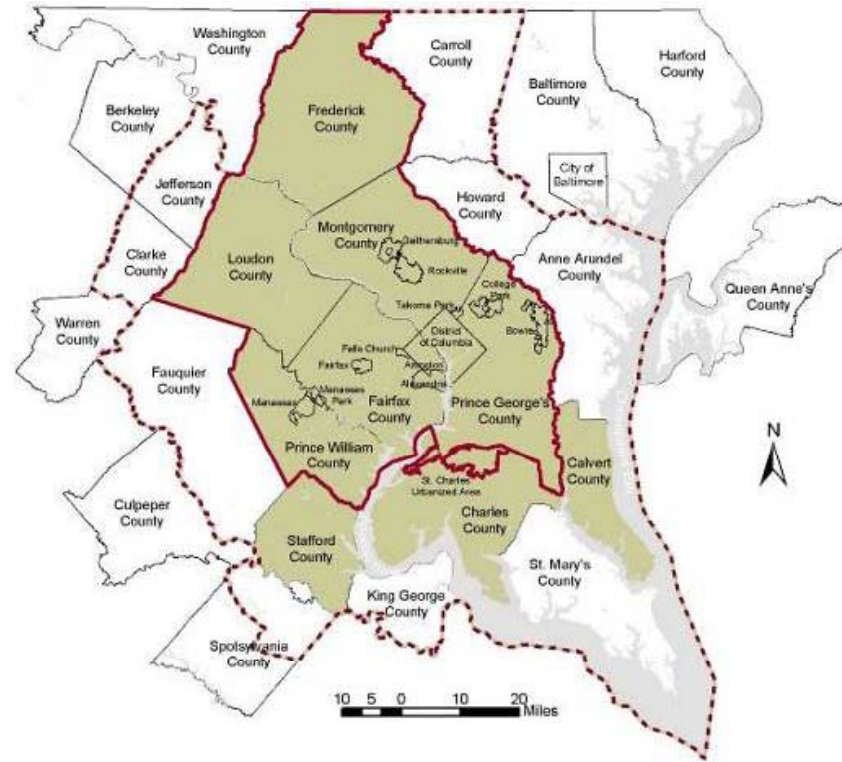 Washington
County
Carroll
County
Harford
County
Baltimore
County
Berkeley
County
Frederick
County
City of
Baltimore
Jefferson
County
Howard
County
Montgomery
County
Gaithersburg
Rockville
Loudon
County
Clarke
County
Anne Arundel
County
Queen Anne's
County
College
Park
Takoma Park
District
of Columbia
Bowie
Warren
County
Falls Church
Fairfax
Arlington
Alexandria
Fauquier
County
Manassas
Park
Manassas
Fairfax
County
Prince George's
County
Prince William
County
N
Calvert
County
St. Charles
Urbanized Area
Culpeper
County
Charles
County
Stafford
County
St. Mary's
County
King George
County
Spotsylvania
County
10 5 0 10 20
Miles